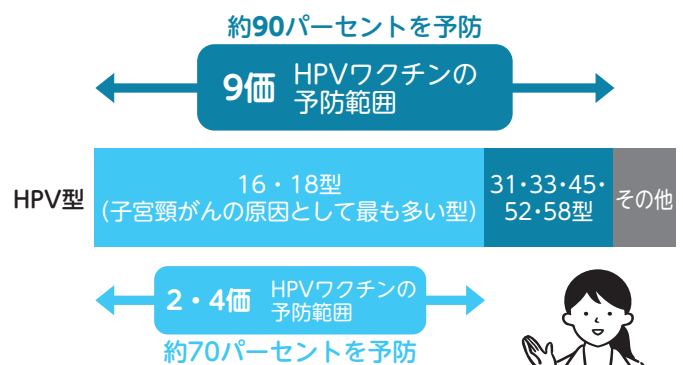 約90パーセントを予防
9価 HPVワクチンの
予防範囲
HPV型
16・18型
(子宮頸がんの原因として最も多い型)
31・33・45・
52・58型
その他
2・4価 HPVワクチンの
予防範囲
約70パーセントを予防